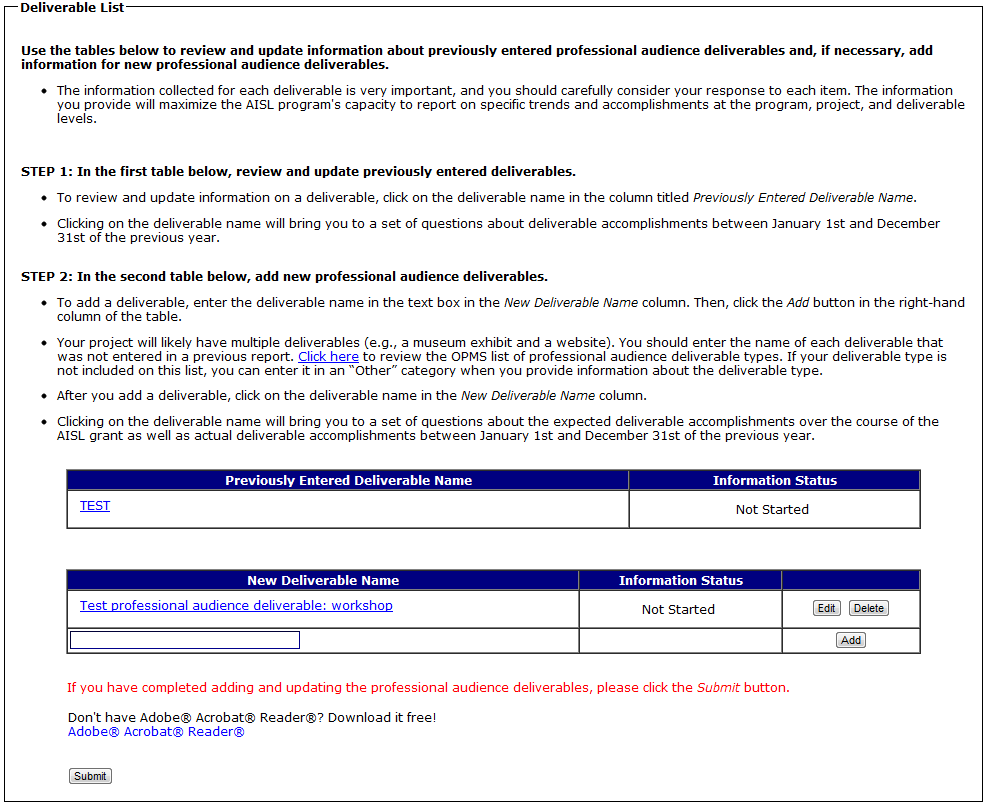 Deliverable List
Use the tables below to review and update information about previously entered professional audience deliverables and, if necessary, add
information for new professional audience deliverables.
• The information collected for each deliverable is very important, and you should carefully consider your response to each item. The information
you provide will maximize the AISL program's capacity to report on specific trends and accomplishments at the program, project, and deliverable
levels.
STEP 1: In the first table below, review and update previously entered deliverables.
• To review and update information on a deliverable, click on the deliverable name in the column titled Previously Entered Deliverable Name.
• Clicking on the deliverable name will bring you to a set of questions about deliverable accomplishments between January 1st and December
31st of the previous year.
STEP 2: In the second table below, add new professional audience deliverables.
• To add a deliverable, enter the deliverable name in the text box in the New Deliverable Name column. Then, click the Add button in the right-hand
column of the table.
• Your project will likely have multiple deliverables (e.g., a museum exhibit and a website). You should enter the name of each deliverable that
was not entered in a previous report. Click here to review the OPMS list of professional audience deliverable types. If your deliverable type is
not included on this list, you can enter it in an “Other” category when you provide information about the deliverable type.
• After you add a deliverable, click on the deliverable name in the New Deliverable Name column.
• Clicking on the deliverable name will bring you to a set of questions about the expected deliverable accomplishments over the course of the
AISL grant as well as actual deliverable accomplishments between January 1st and December 31st of the previous year.
Previously Entered Deliverable Name Information Status
TEST Not Started
New Deliverable Name Information Status
Test professional audience deliverable: workshop Not Started Edit Delete
Add
If you have completed adding and updating the professional audience deliverables, please click the Submit button.
Don't have Adobe® Acrobat® Reader®? Download it free!
Adobe® Acrobat® Reader®
Submit